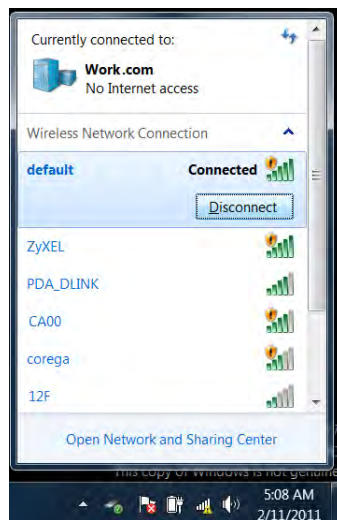 Currently connected to:
Work.com
No Internet access
Wireless Network Connection
default Connected
Disconnect
ZyXEL
PDA_DLINK
CA00
corega
12F
Open Network and Sharing Center
This copy of Windows is not genuine
5:08 AM
2/11/2011